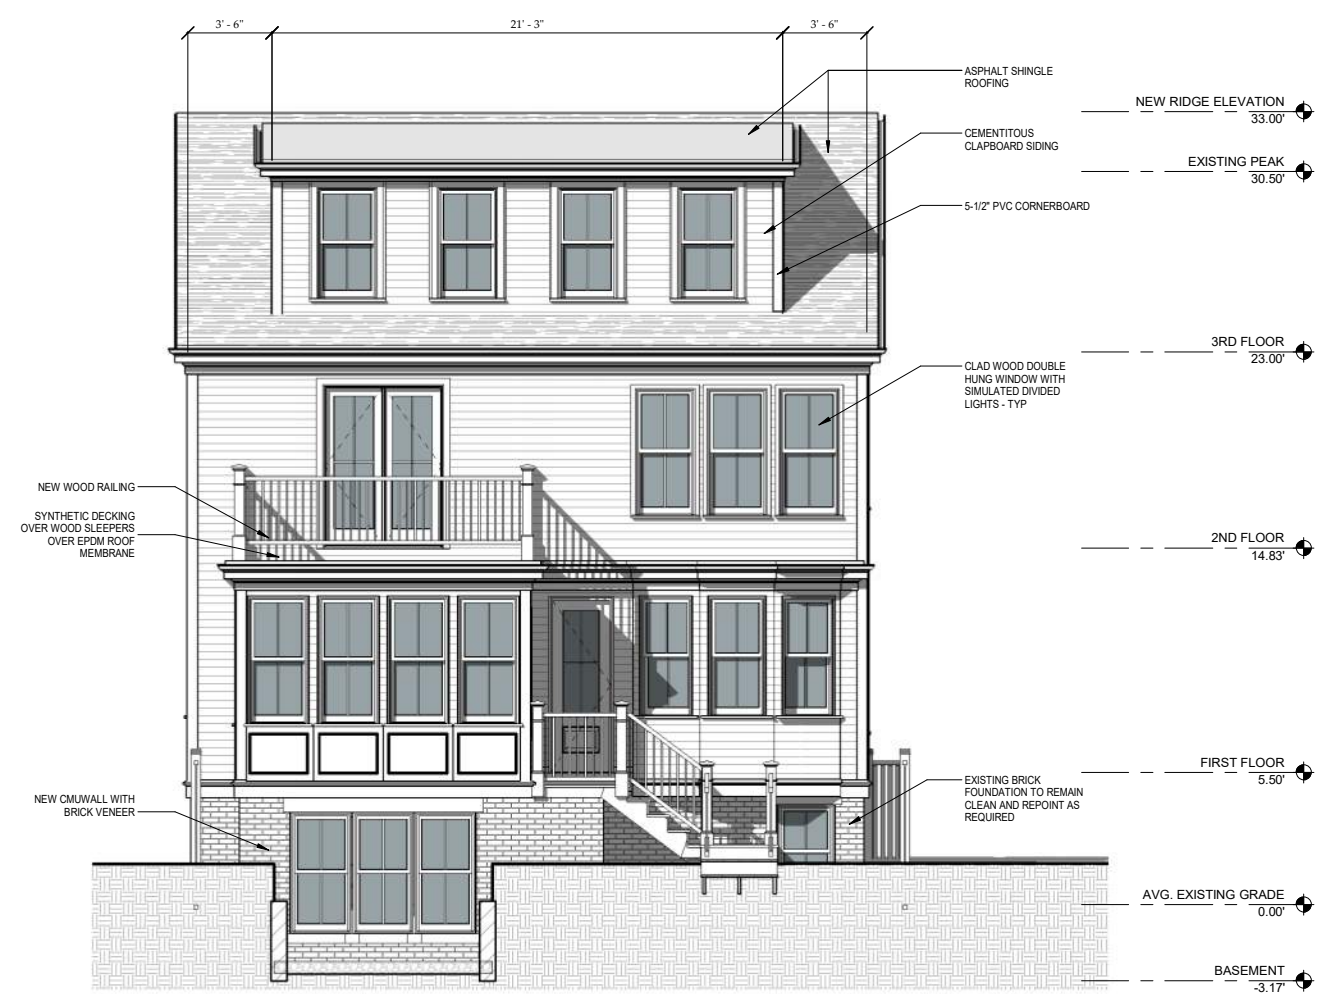 3' - 6"
21' - 3"
3' - 6"
ASPHALT SHINGLE
ROOFING
NEW RIDGE ELEVATION
33.00'
CEMENTITOUS
CLAPBOARD SIDING
EXISTING PEAK
30.50'
5-1/2" PVC CORNERBOARD
3RD FLOOR
23.00'
CLAD WOOD DOUBLE
HUNG WINDOW WITH
SIMULATED DIVIDED
LIGHTS - TYP
NEW WOOD RAILING
SYNTHETIC DECKING
OVER WOOD SLEEPERS
OVER EPDM ROOF
MEMBRANE
2ND FLOOR
14.83'
FIRST FLOOR
5.50'
NEW CMUWALL WITH
BRICK VENEER
EXISTING BRICK
FOUNDATION TO REMAIN
CLEAN AND REPOINT AS
REQUIRED
AVG. EXISTING GRADE
0.00'
BASEMENT
-3.17'